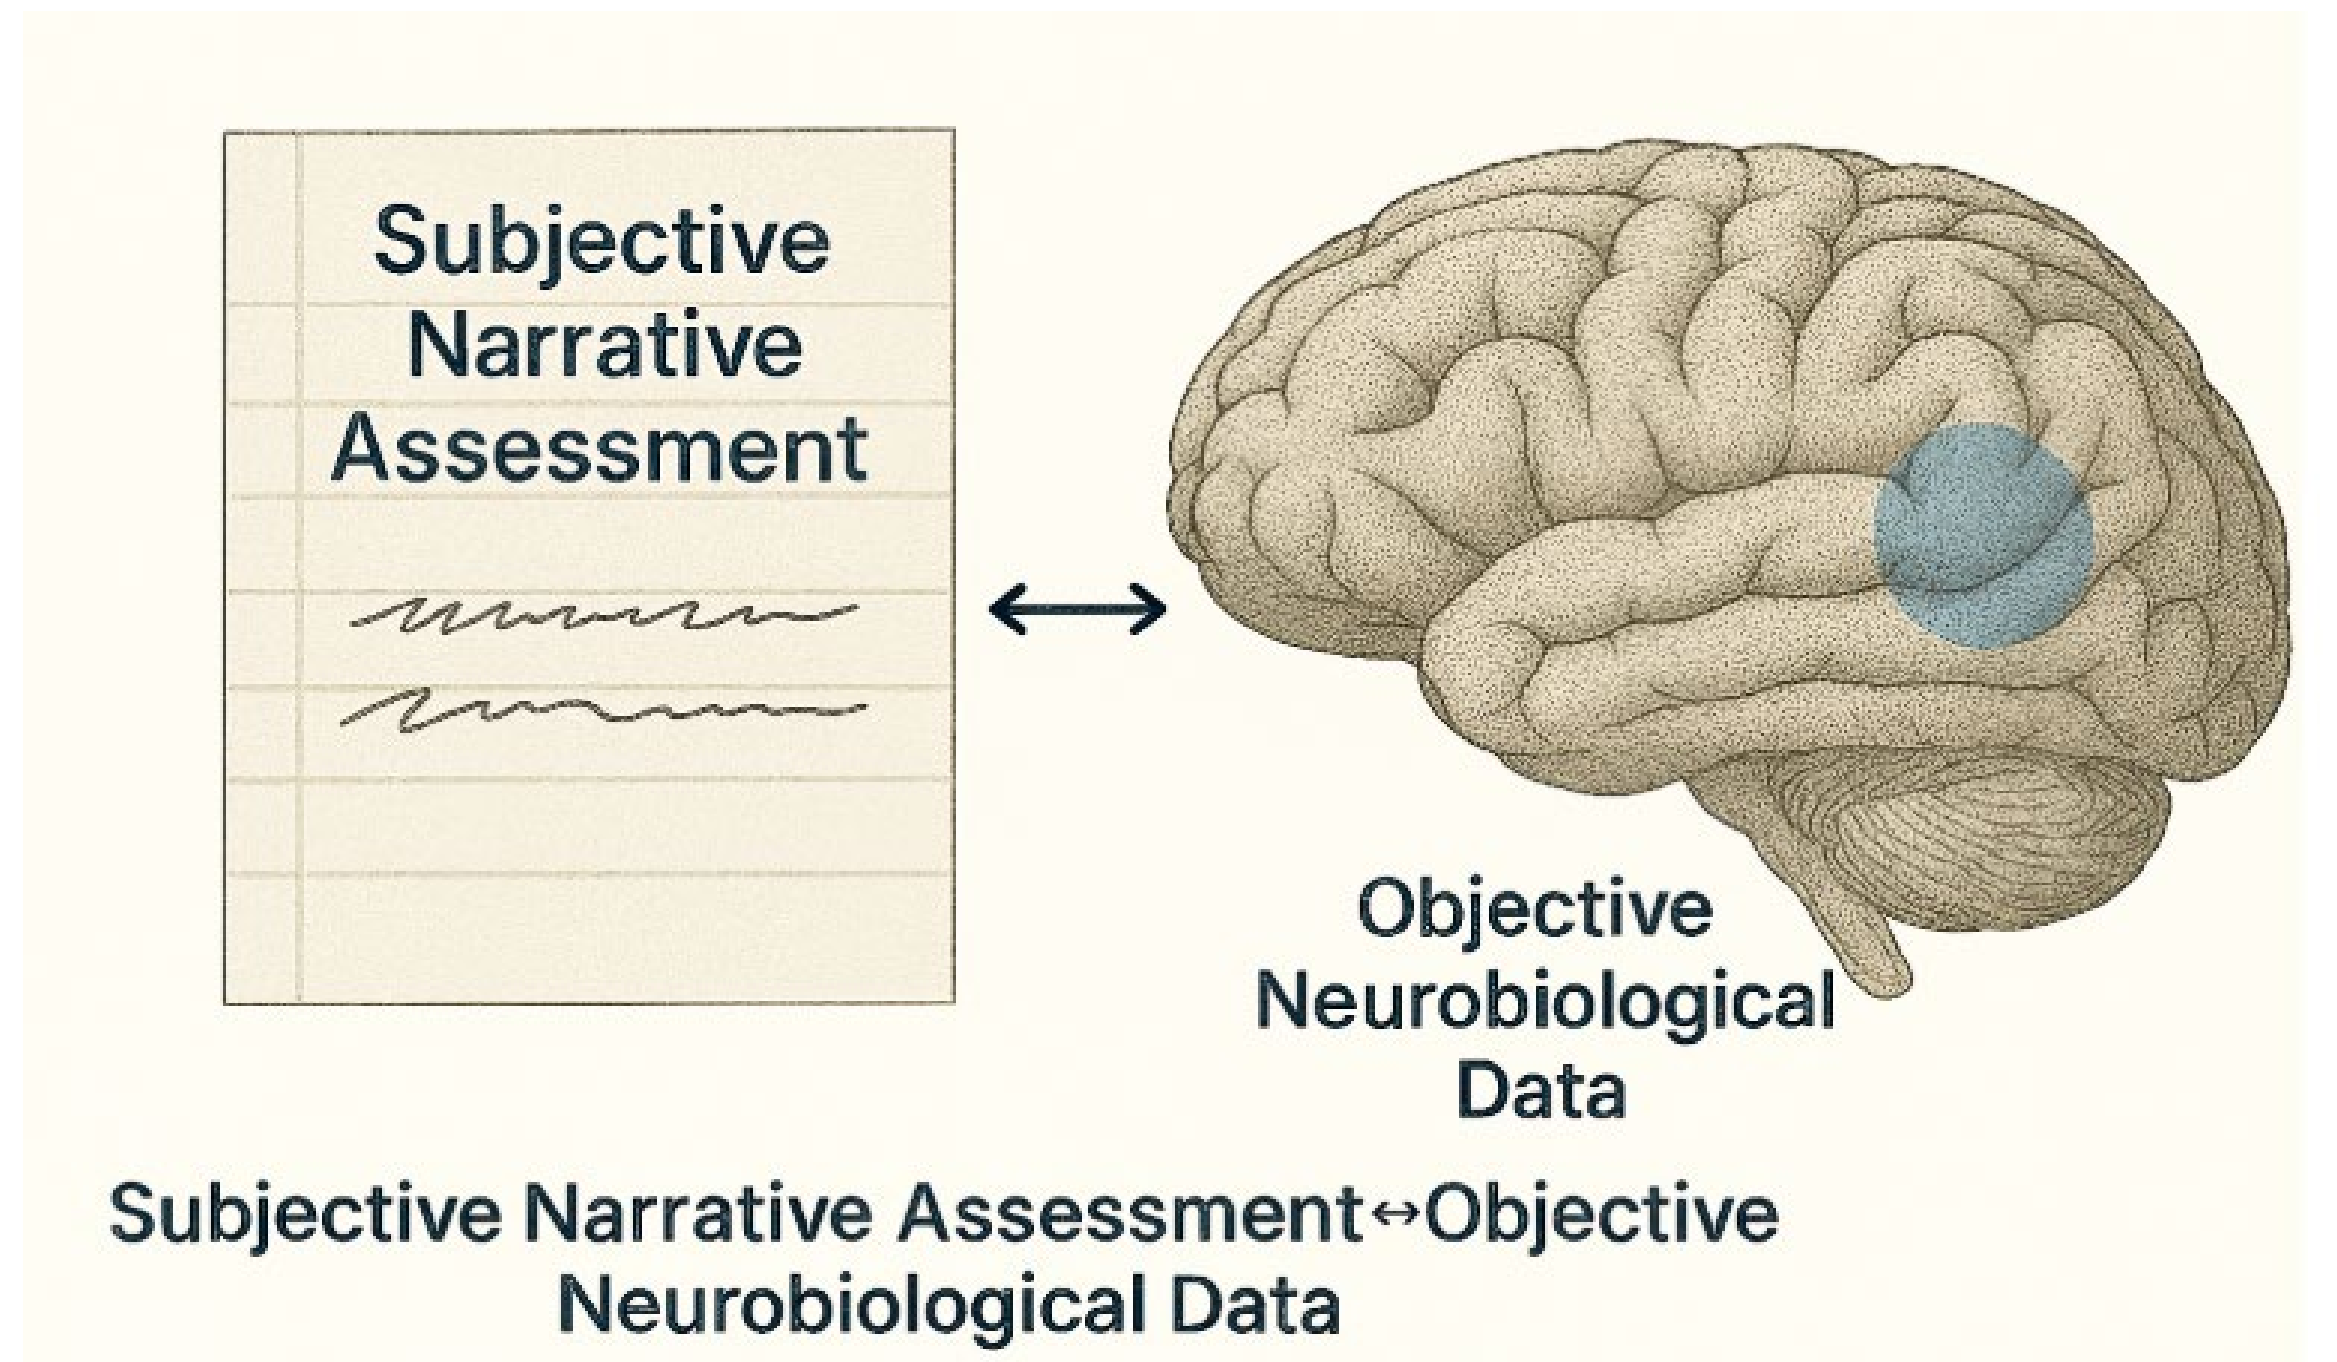 Subjective
Narrative
Assessment
Objective
Neurobiological
Data
Subjective Narrative Assessment↔Objective
Neurobiological Data